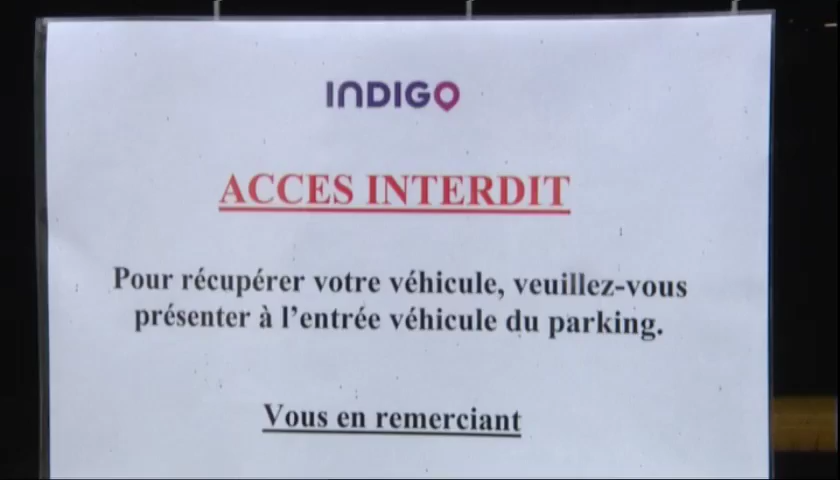 INDIGO
ACCES INTERDIT
Pour récupérer votre véhicule, veuillez-vous
présenter à l'entrée véhicule du parking.
Vous en remerciant